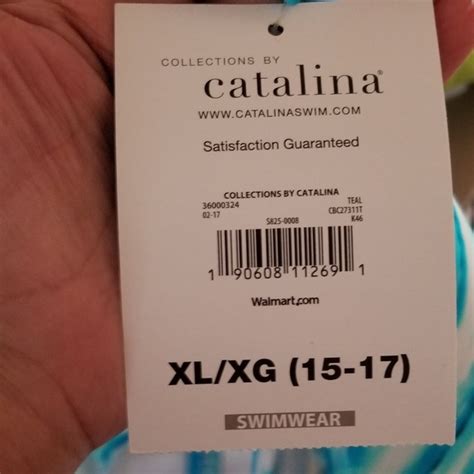 COLLECTIONS BY
catalina®
WWW.CATALINASWIM.COM
Satisfaction Guaranteed
COLLECTIONS BY CATALINA
36000324 TEAL
02-17 CBC27311T
S825-0008 K46
1 90608 11269 1
Walmart.com
XL/XG (15-17)
SWIMWEAR